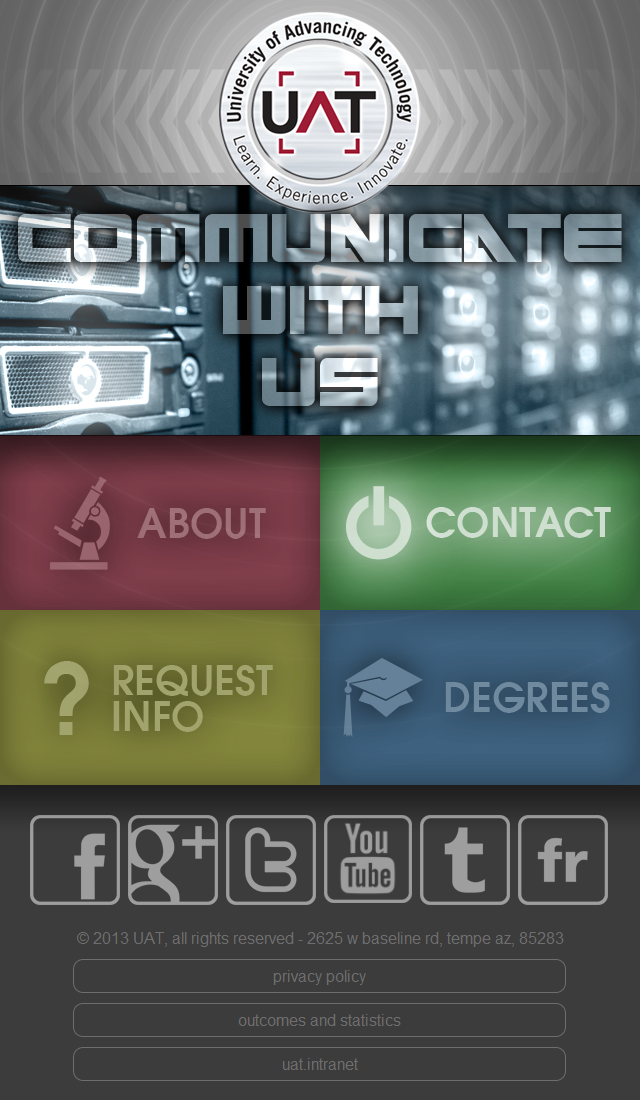 University of Advancing Technology
UAT
Learn. Experience. Innovate.
COMMUNICATE
WITH
US
ABOUT
CONTACT
REQUEST
INFO
DEGREES
f
g+
t
You
Tube
t
fr
© 2013 UAT, all rights reserved - 2625 w baseline rd, tempe az, 85283
privacy policy
outcomes and statistics
uat.intranet